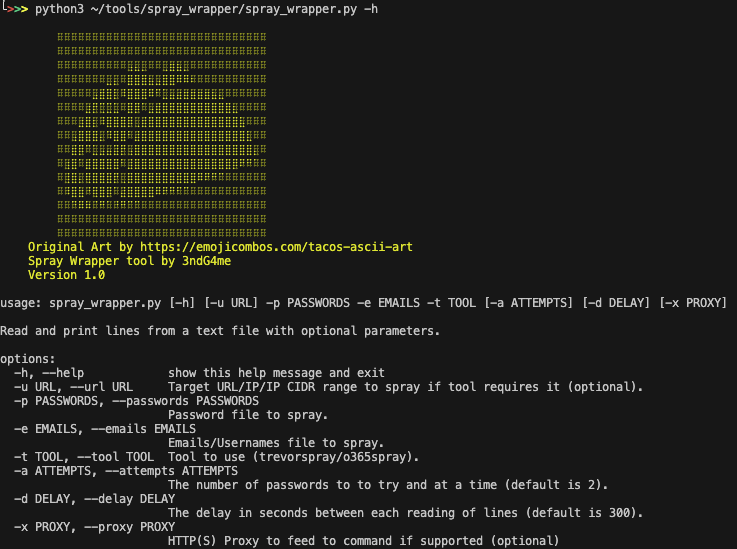 >>> python3 ~/tools/spray_wrapper/spray_wrapper.py -h
Original Art by https://emojicombos.com/tacos-ascii-art
Spray Wrapper tool by 3ndG4me
Version 1.0
usage: spray_wrapper.py [-h] [-u URL] -p PASSWORDS -e EMAILS -t TOOL [-a ATTEMPTS] [-d DELAY] [-x PROXY]
Read and print lines from a text file with optional parameters.
options:
-h, --help show this help message and exit
-u URL, --url URL Target URL/IP/IP CIDR range to spray if tool requires it (optional).
-p PASSWORDS, --passwords PASSWORDS
Password file to spray.
-e EMAILS, --emails EMAILS
Emails/Usernames file to spray.
-t TOOL, --tool TOOL Tool to use (trevorspray/o365spray).
-a ATTEMPTS, --attempts ATTEMPTS
The number of passwords to to try and at a time (default is 2).
-d DELAY, --delay DELAY
The delay in seconds between each reading of lines (default is 300).
-x PROXY, --proxy PROXY
HTTP(S) Proxy to feed to command if supported (optional)